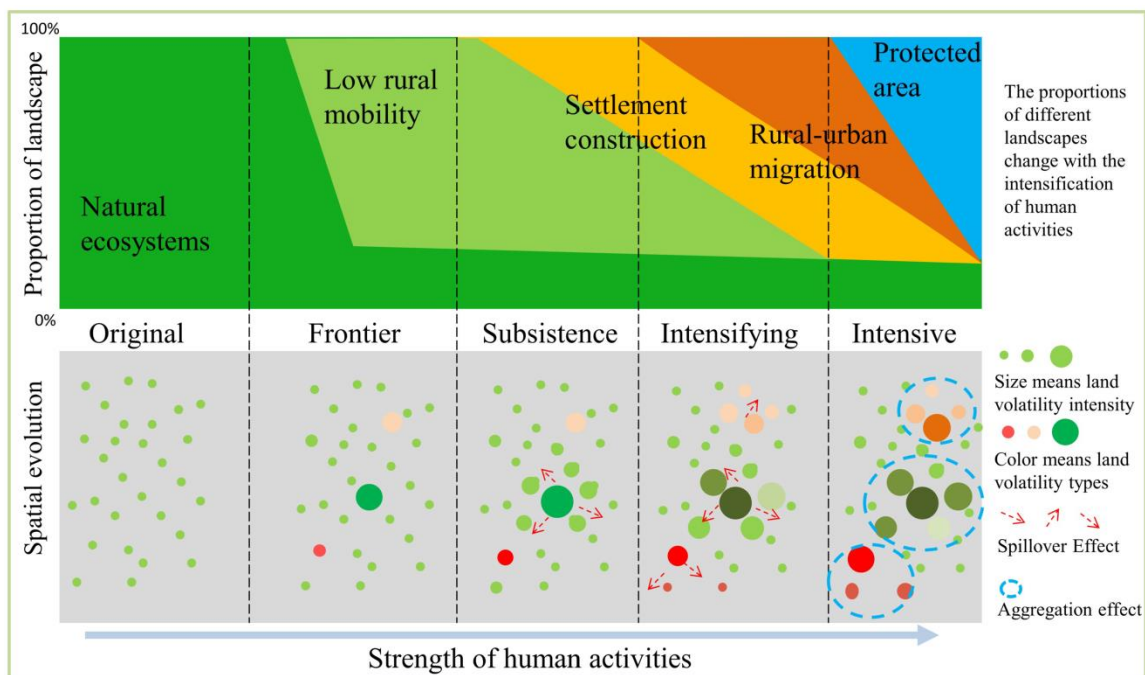 100%
Proportion of landscape
0%
Natural
ecosystems
Low rural
mobility
Settlement
construction
Rural-urban
migration
Protected
area
The proportions
of different
landscapes
change with the
intensification
of human
activities
Original
Frontier
Subsistence
Intensifying
Intensive
Spatial evolution
Size means land
volatility intensity
Color means land
volatility types
Spillover Effect
Aggregation effect
Strength of human activities